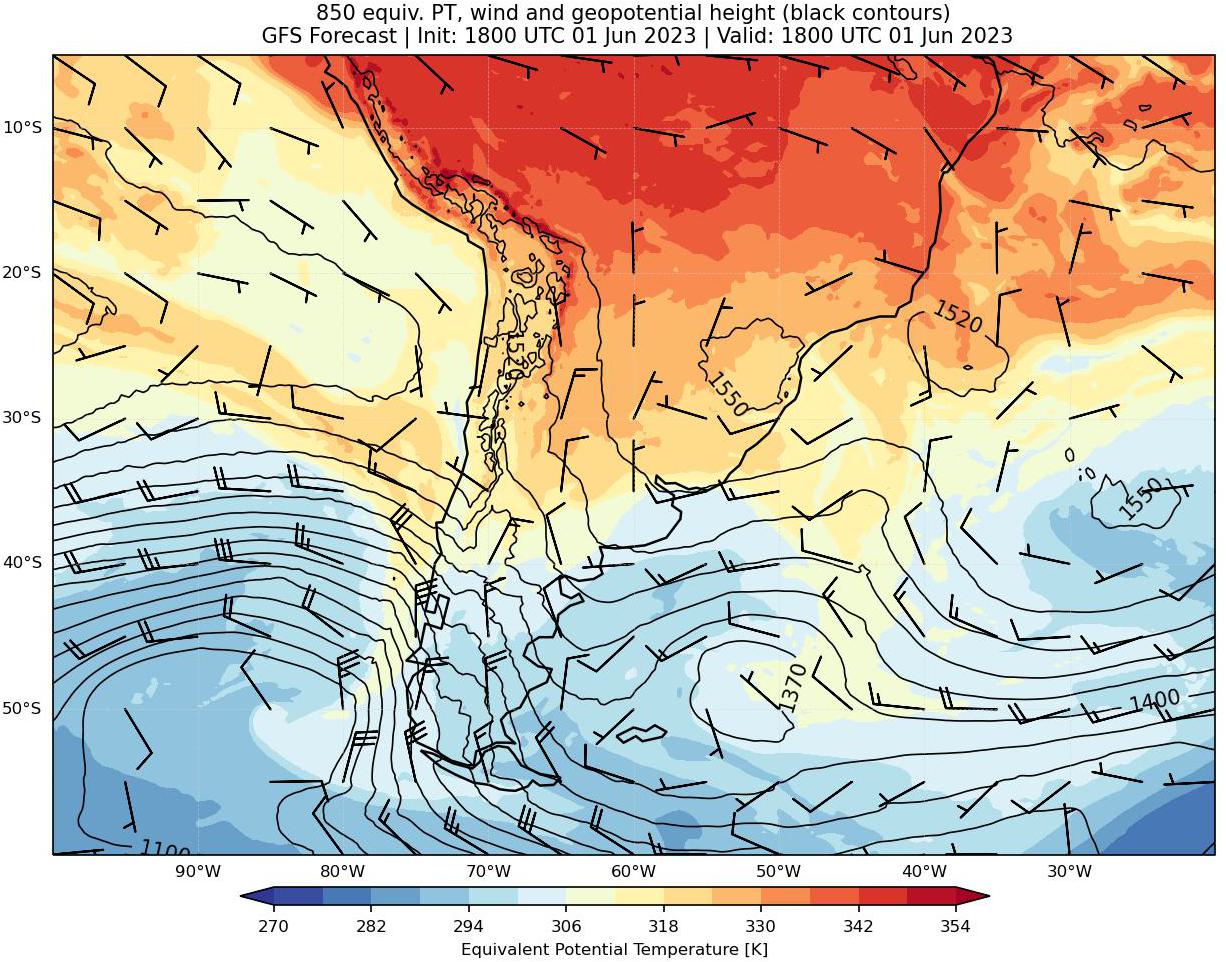 850 equiv. PT, wind and geopotential height (black contours)
GFS Forecast | Init: 1800 UTC 01 Jun 2023 | Valid: 1800 UTC 01 Jun 2023
10°S
20°S
1520
1520
1550
30°S
1550
40°S
1370
1400
50°S
1100
90°W 80°W 70°W 60°W 50°W 40°W 30°W
270 282 294 306 318 330 342 354
Equivalent Potential Temperature [K]